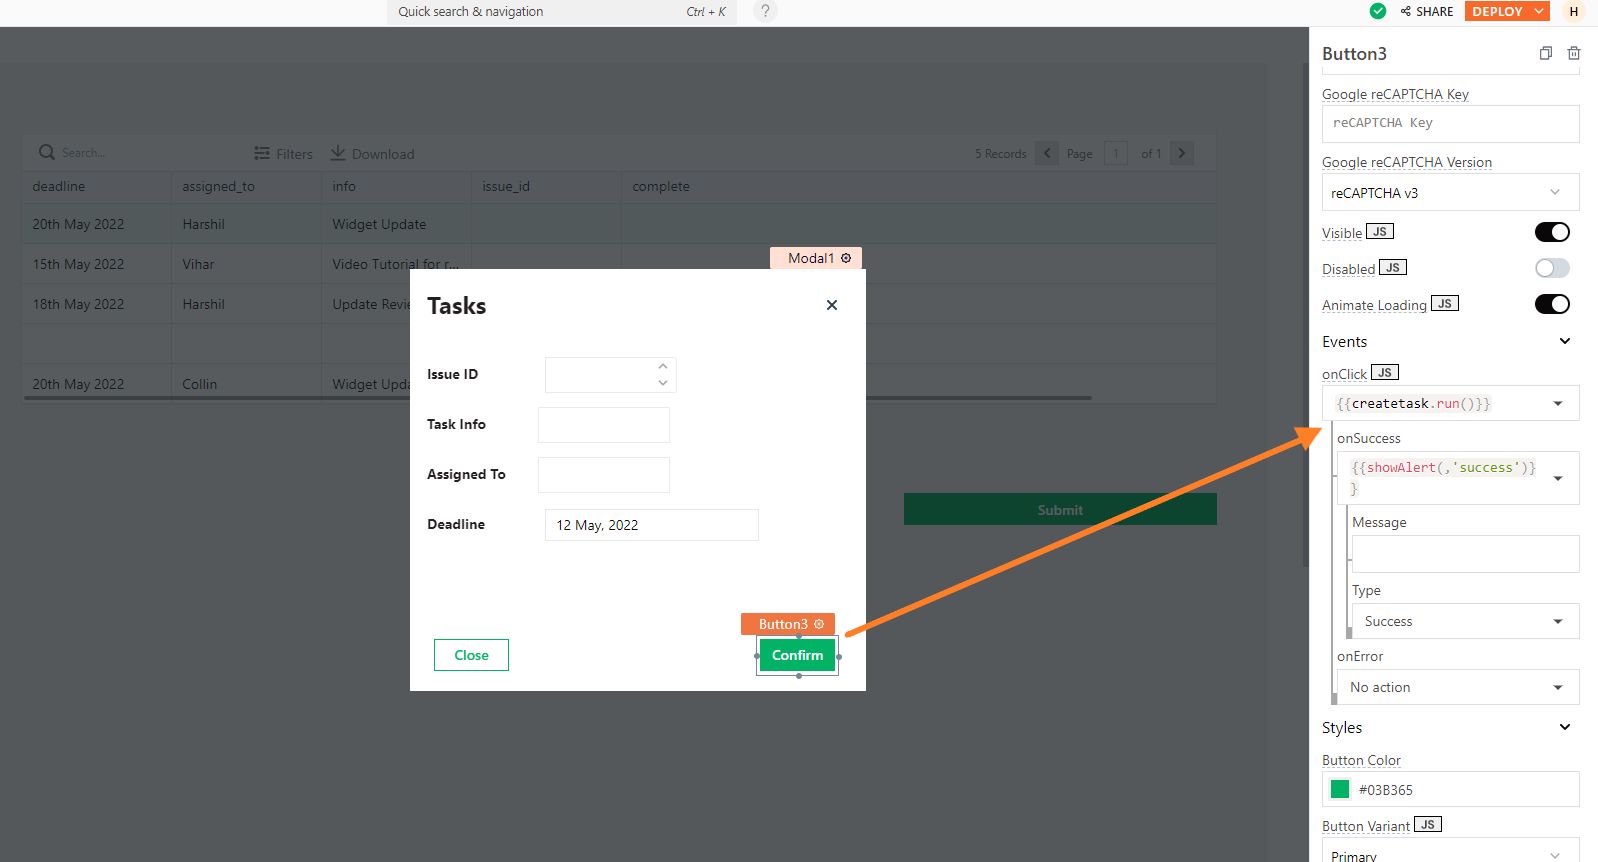 Quick search & navigation Ctrl + K ?
SHARE DEPLOY H
Button3
Google reCAPTCHA Key
reCAPTCHA Key
Google reCAPTCHA Version
reCAPTCHA v3
Visible JS
Disabled JS
Animate Loading JS
Events
onClick JS
{{createtask.run()}}
onSuccess
{{showAlert(,'success')}
}
Message
Type
Success
onError
No action
Styles
Button Color
#03B365
Button Variant JS
Primary
Search... Filters Download 5 Records Page 1 of 1
deadline assigned_to info issue_id complete
20th May 2022 Harshil Widget Update
15th May 2022 Vihar Video Tutorial for r...
18th May 2022 Harshil Update Revie
20th May 2022 Collin Widget Upda
Submit
Modal1
Tasks
Issue ID
Task Info
Assigned To
Deadline 12 May, 2022
Button3
Close Confirm